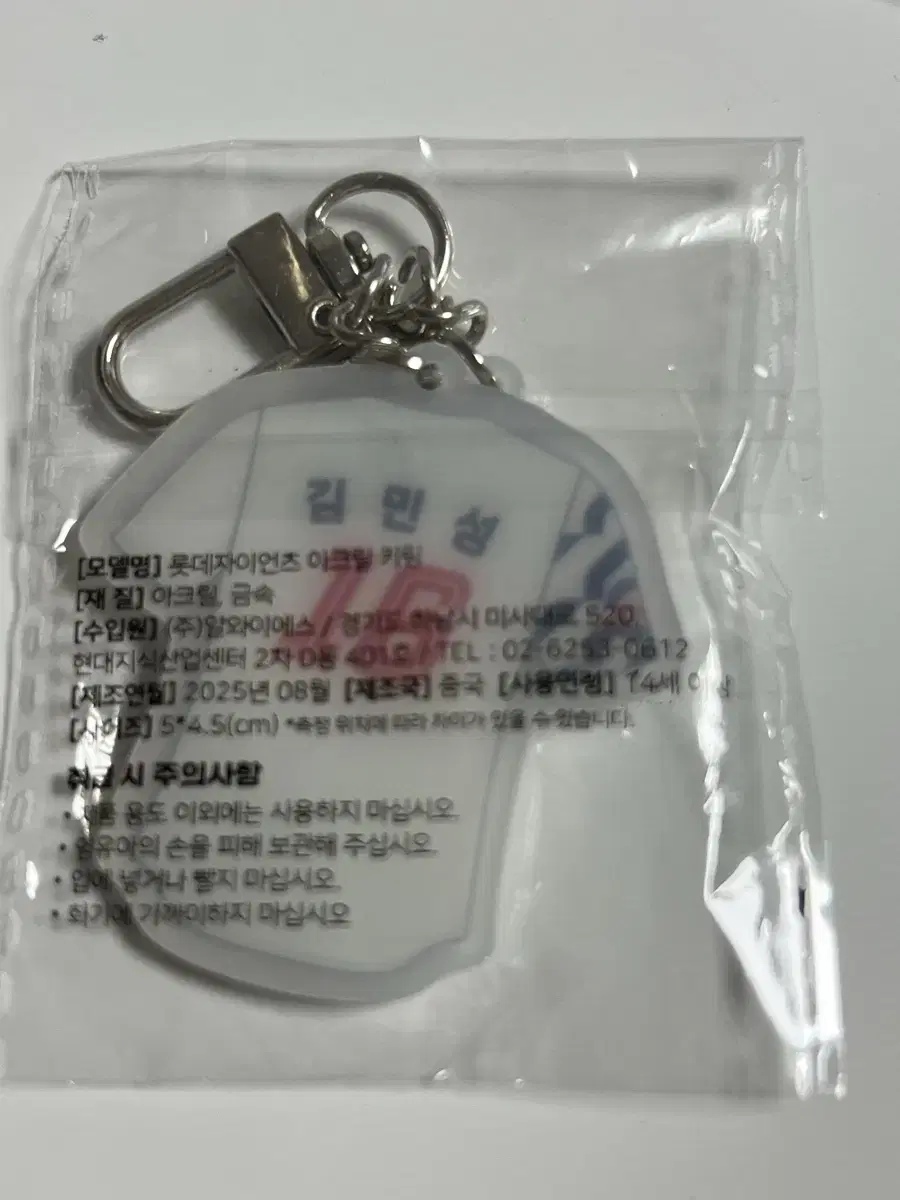 김민성
16
[모델명] 롯데자이언츠 아크릴 키링
[재 질] 아크릴, 금속
[수입원] (주)알와이에스 / 경기도 하남시 미사대로 520,
현대지식산업센터 2차 D동 401호 / TEL : 02-6253-0612
[제조연월] 2025년 08월 [제조국] 중국 [사용연령] 14세 이상
[사이즈] 5*4.5(cm) *측정 위치에 따라 차이가 있을 수 있습니다.
취급 시 주의사항
• 제품 용도 이외에는 사용하지 마십시오.
• 영유아의 손을 피해 보관해 주십시오.
• 입에 넣거나 빨지 마십시오.
• 화기에 가까이하지 마십시오